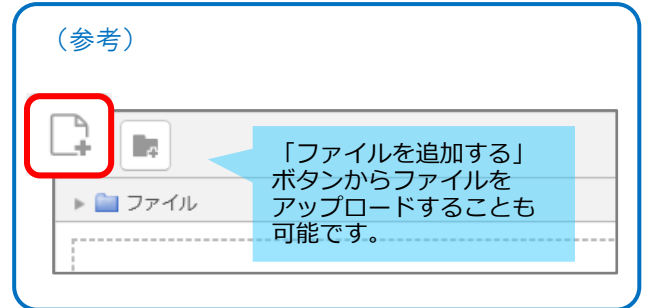 （参考）
「ファイルを追加する」
ボタンからファイルを
アップロードすることも
可能です。
ファイル